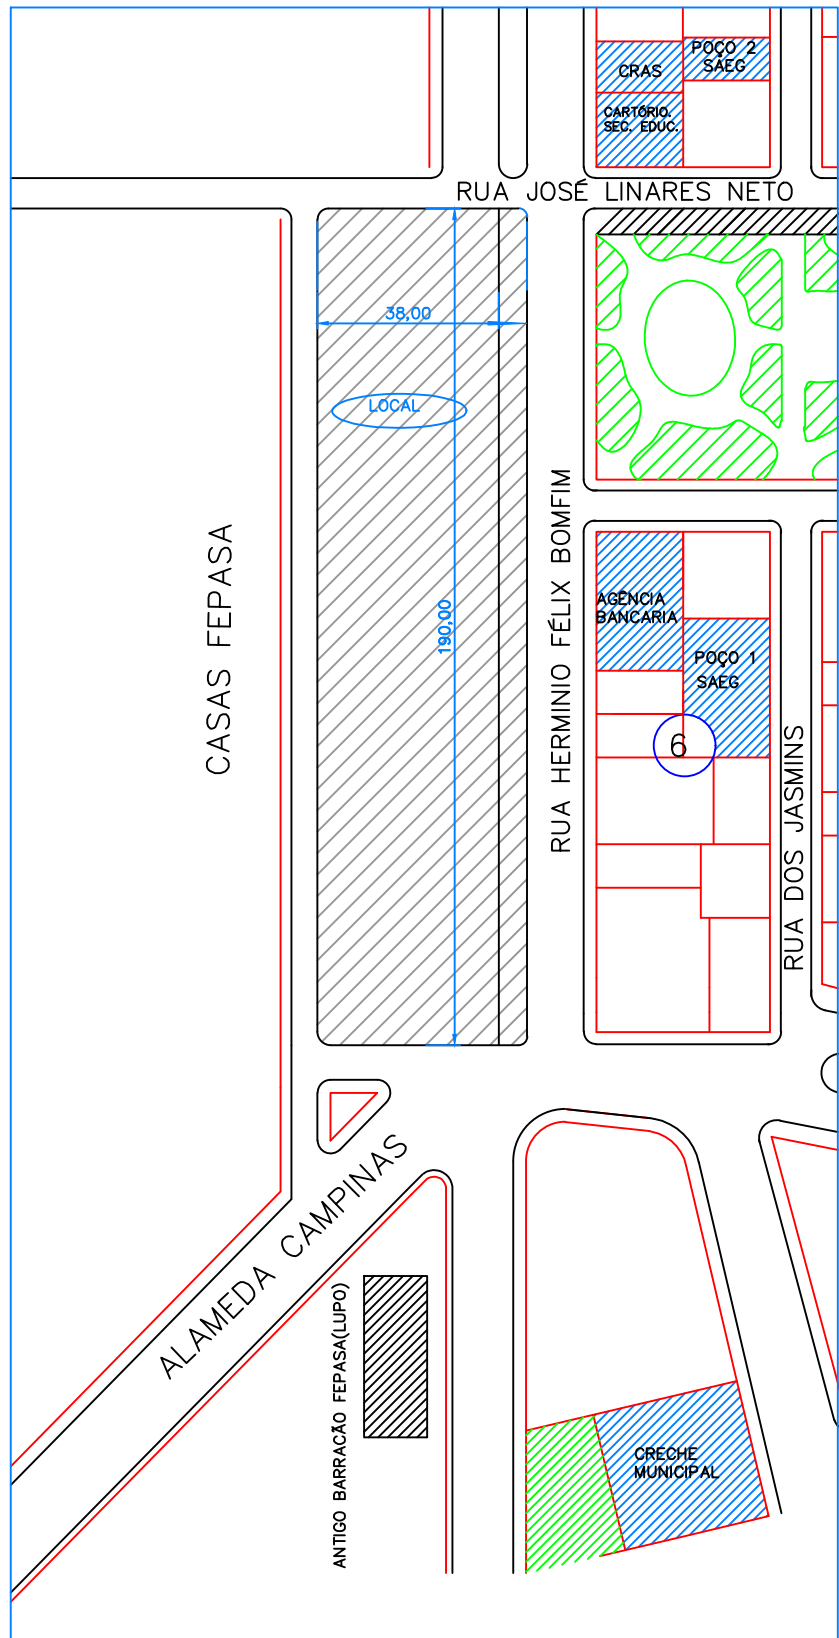 POÇO 2
SAEG
CRAS
CARTÓRIO.
SEC. EDUC.
RUA JOSÉ LINARES NETO
38,00
LOCAL
CASAS FEPASA
190,00
RUA HERMINIO FÉLIX BOMFIM
AGÊNCIA
BANCARIA
POÇO 1
SAEG
6
RUA DOS JASMINS
ALAMEDA CAMPINAS
ANTIGO BARRACÃO FEPASA(LUPO)
CRECHE
MUNICIPAL